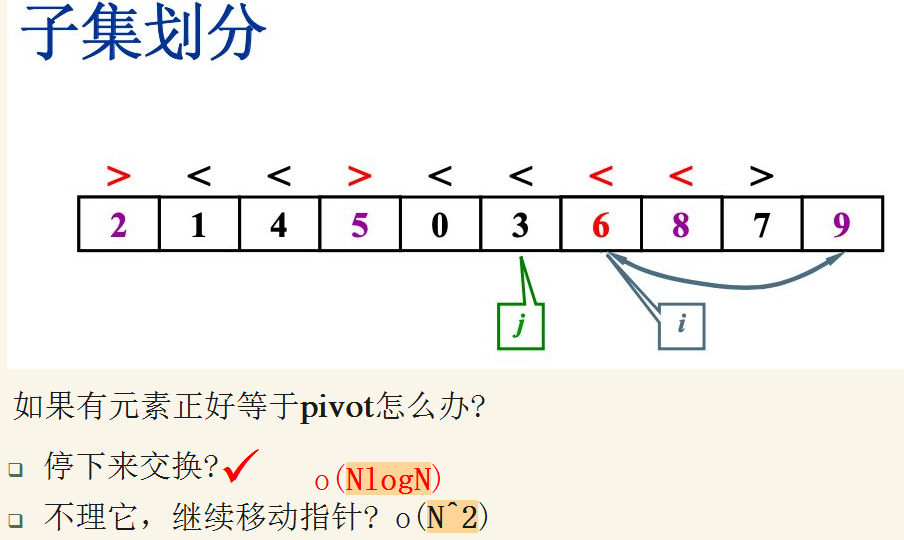 子集划分
> < < > < < < < >
2 1 4 5 0 3 6 8 7 9
j i
如果有元素正好等于pivot怎么办?
停下来交换?✓ o(NlogN)
不理它，继续移动指针? o(N^2)